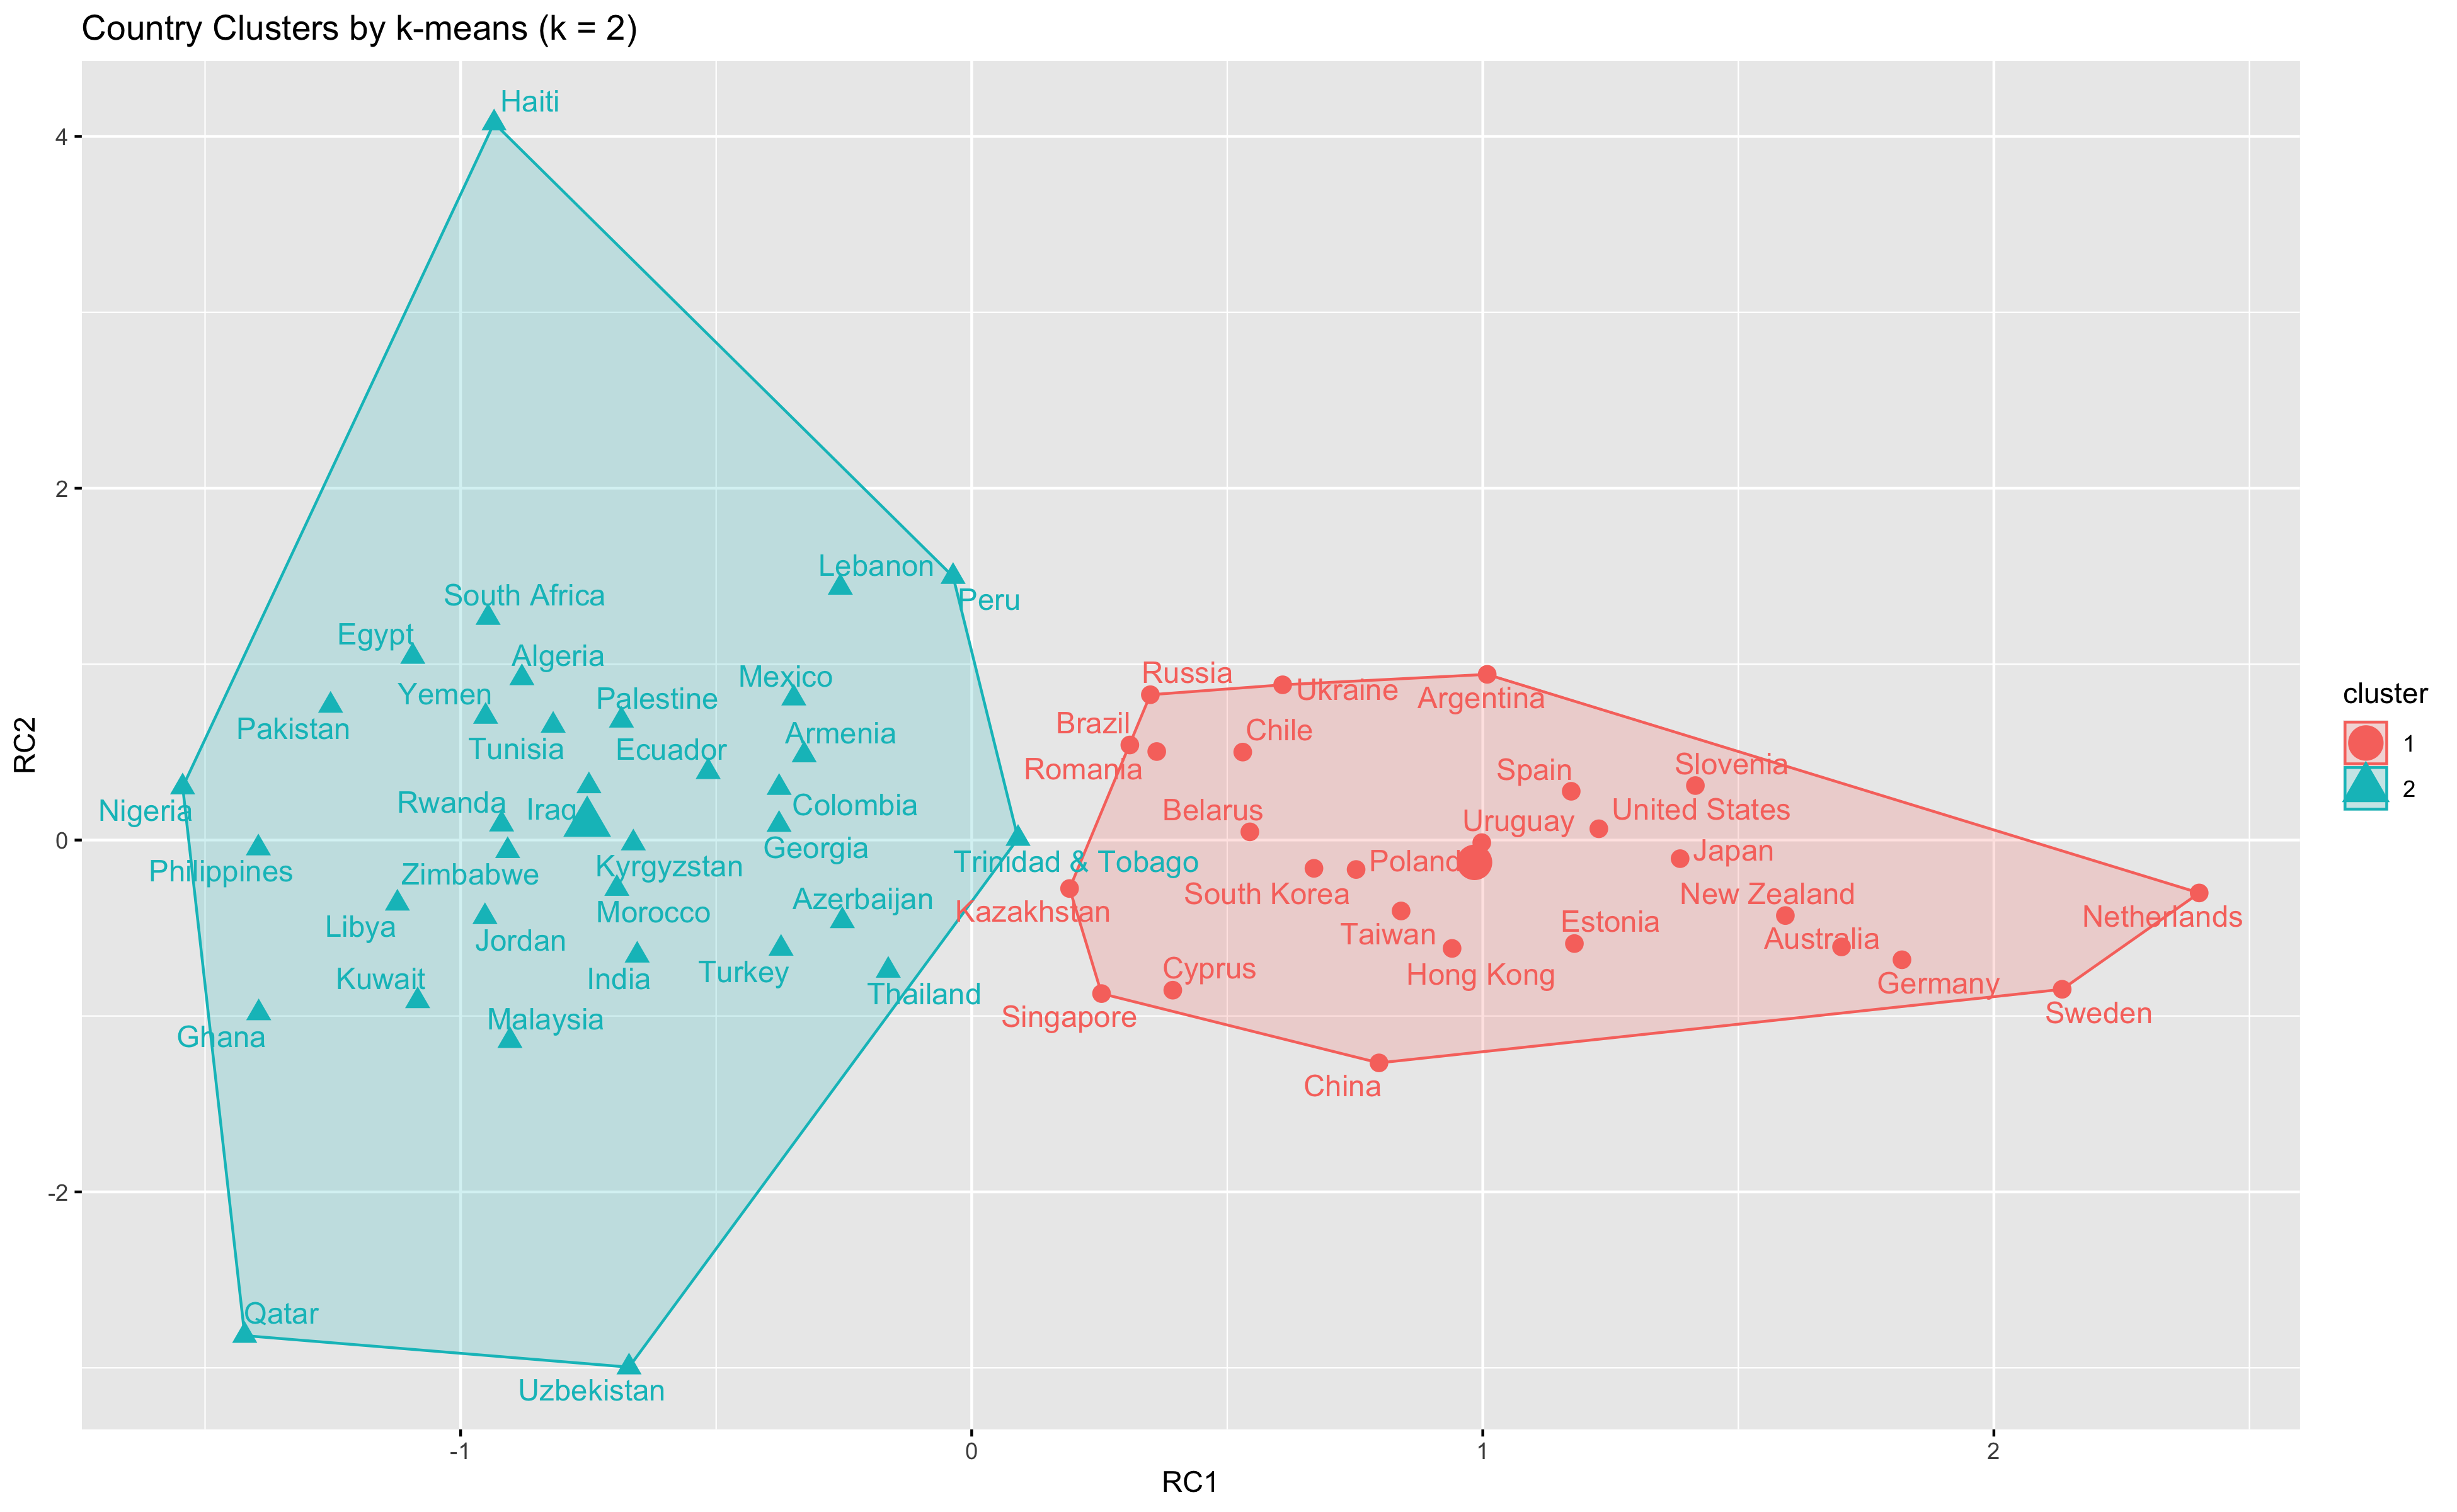 Country Clusters by k-means (k = 2)
Haiti
4
2
Lebanon
Peru
South Africa
Egypt
Algeria
Mexico
Russia
Yemen
Palestine
Ukraine
Argentina
Pakistan
Armenia
Brazil
Chile
Tunisia
Ecuador
Romania
Spain
Slovenia
Rwanda
Iraq
Colombia
Belarus
United States
Nigeria
Uruguay
0
Georgia
Japan
Philippines
Zimbabwe
Kyrgyzstan
Trinidad & Tobago
Poland
South Korea
New Zealand
Libya
Morocco
Azerbaijan
Kazakhstan
Taiwan
Estonia
Netherlands
Jordan
Australia
Kuwait
India
Turkey
Cyprus
Hong Kong
Germany
Thailand
Ghana
Malaysia
Singapore
Sweden
China
-2
Qatar
Uzbekistan
-1
0
1
2
RC1
RC2
cluster
1
2